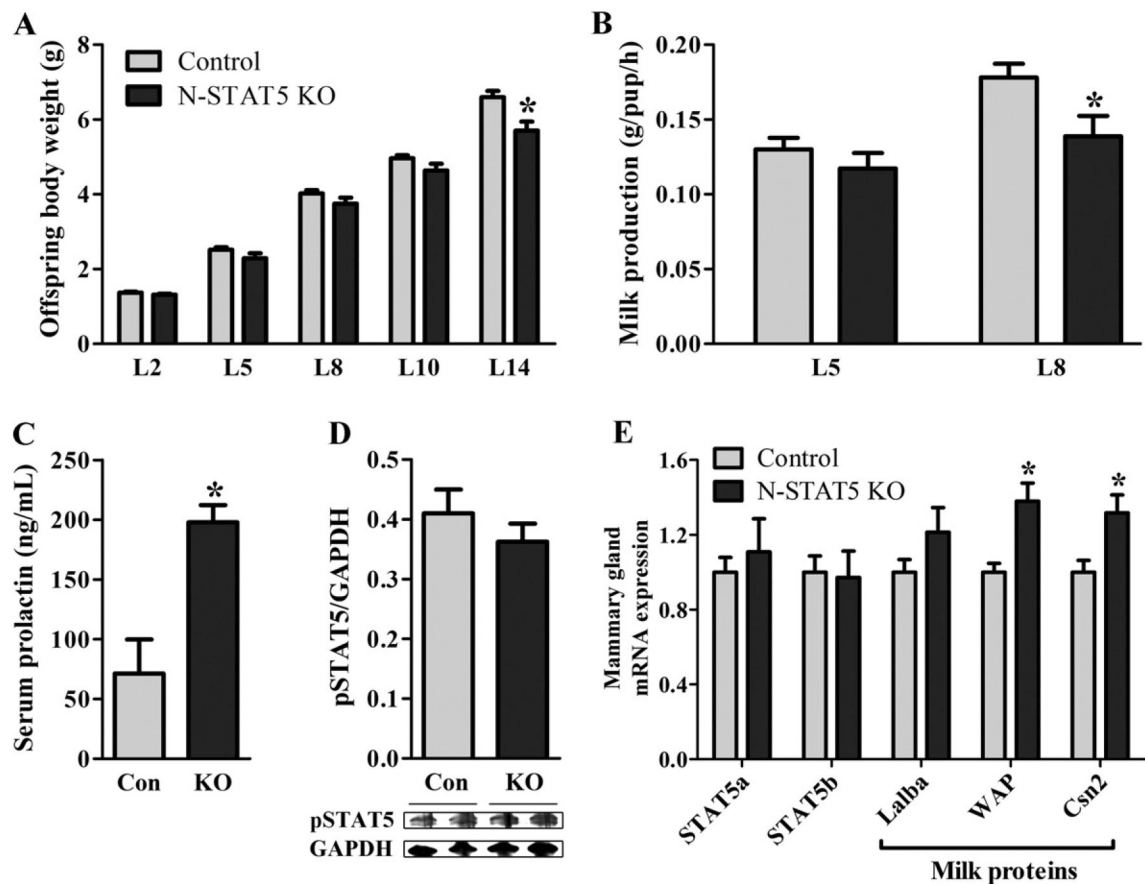 A
Offspring body weight (g)
8
6
4
2
0
Control
N-STAT5 KO
*
L2 L5 L8 L10 L14
B
Milk production (g/pup/h)
0.20
0.15
0.10
0.05
0.00
*
L5 L8
C
Serum prolactin (ng/mL)
250
200
150
100
50
0
*
Con KO
D
pSTAT5/GAPDH
0.5
0.4
0.3
0.2
0.1
0.0
Con KO
pSTAT5
GAPDH
E
Mammary gland
mRNA expression
1.6
1.2
0.8
0.4
0.0
Control
N-STAT5 KO
* *
STAT5a STAT5b Lalba WAP Csn2
Milk proteins